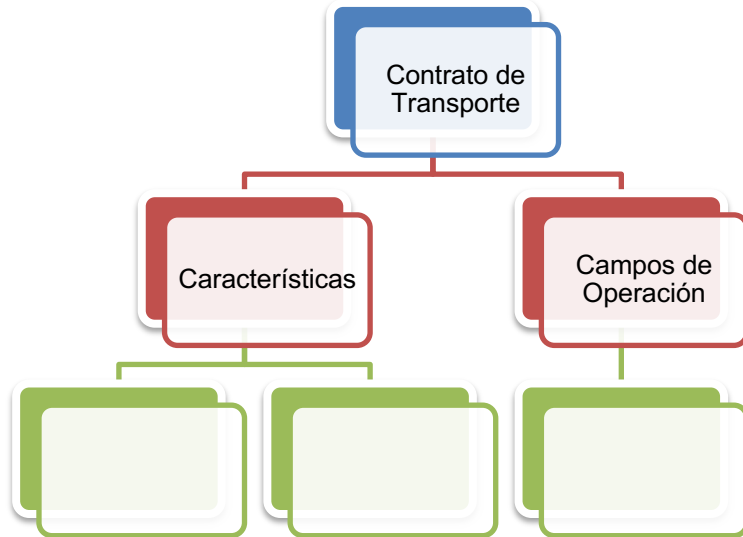 Contrato de
Transporte
Características
Campos de
Operación